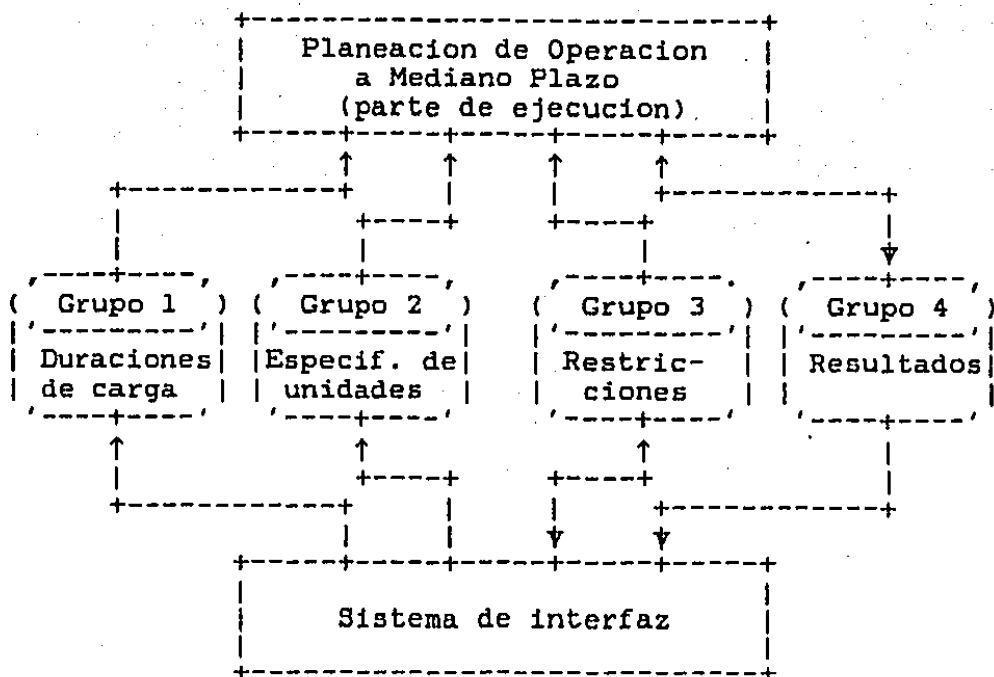 Planeacion de Operacion
a Mediano Plazo
(parte de ejecucion)
Grupo 1
Duraciones
de carga
Grupo 2
Especif. de
unidades
Grupo 3
Restric-
ciones
Grupo 4
Resultados
Sistema de interfaz